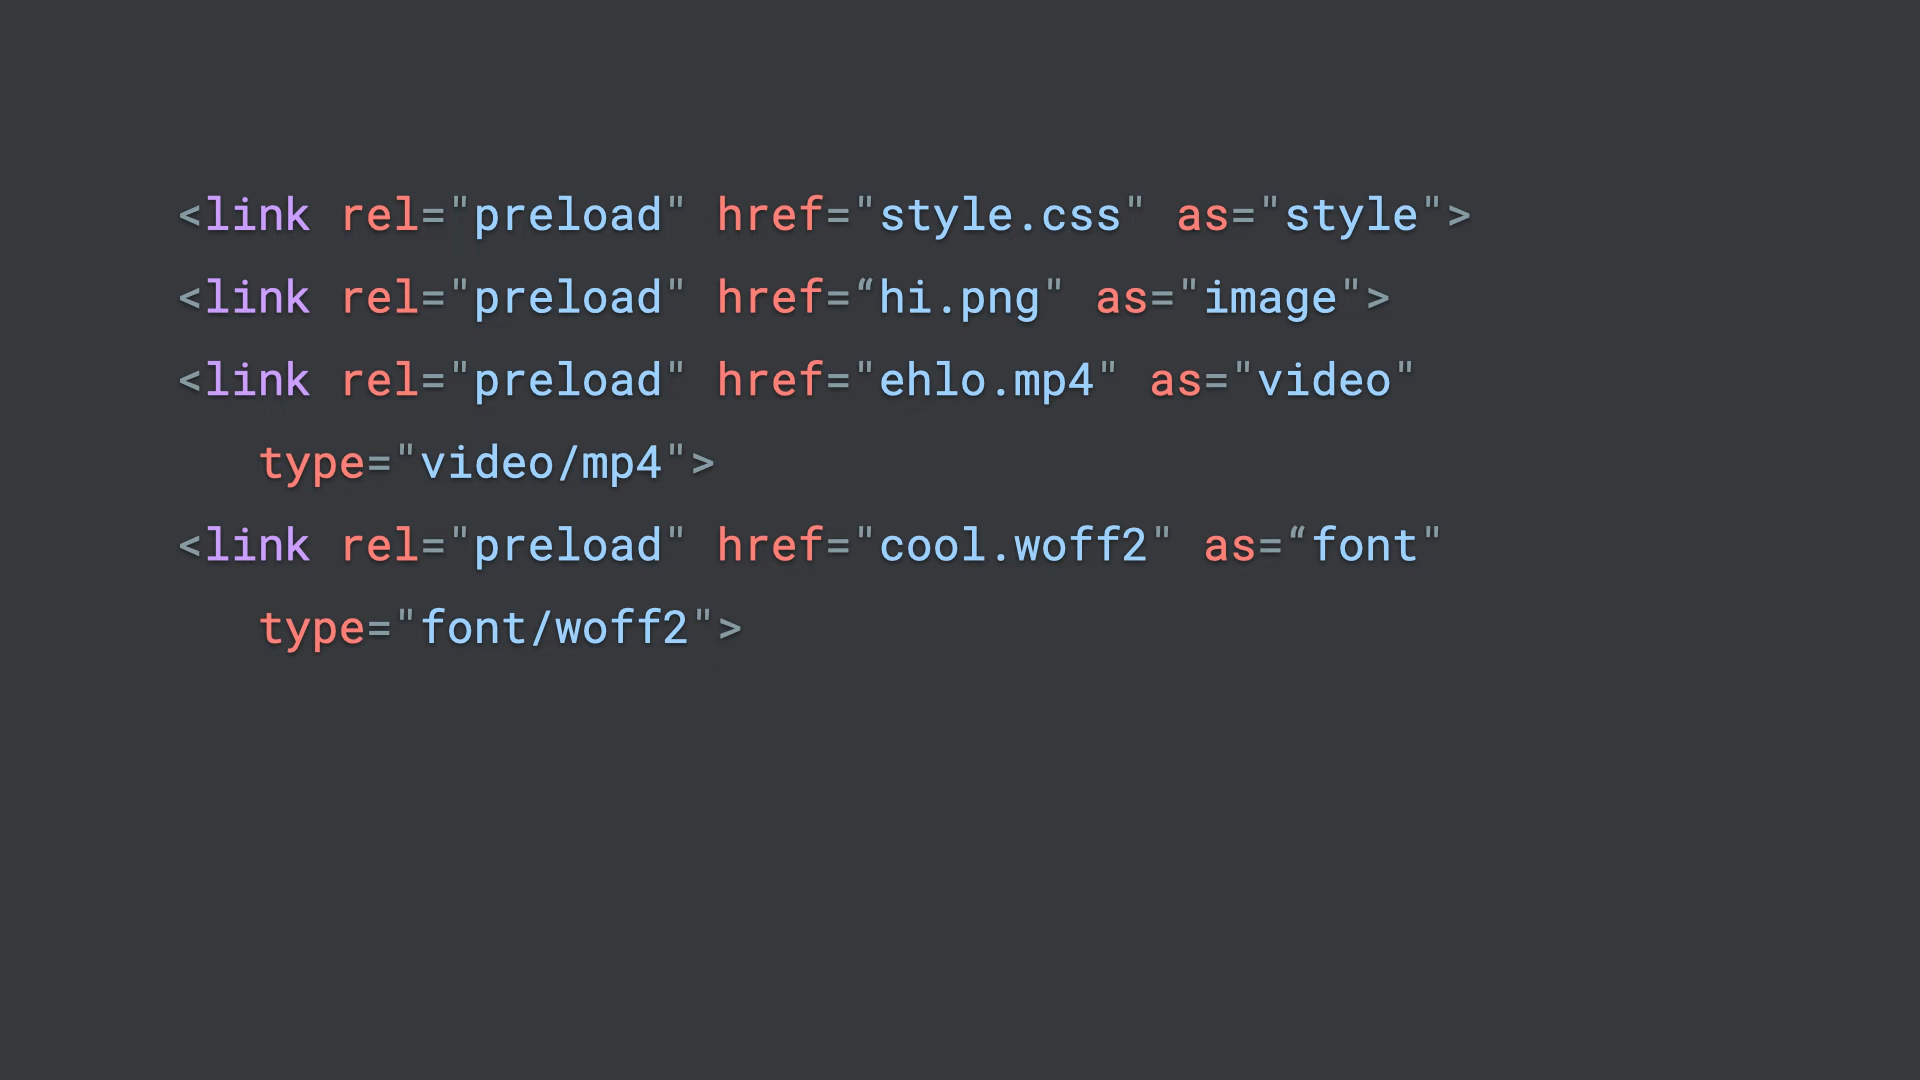 <link rel="preload" href="style.css" as="style">
<link rel="preload" href=“hi.png" as="image">
<link rel="preload" href="ehlo.mp4" as="video"
type="video/mp4">
<link rel="preload" href="cool.woff2" as=“font"
type="font/woff2">